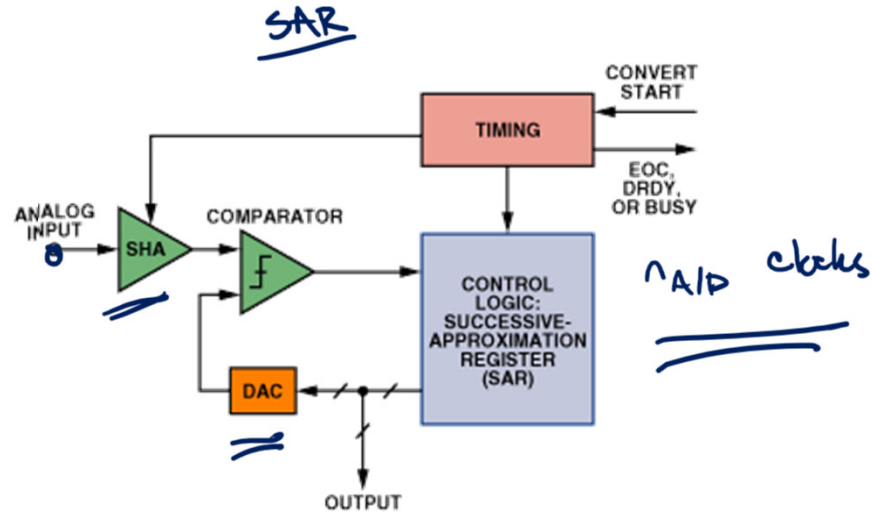 SAR
CONVERT
START
TIMING
EOC,
DRDY,
OR BUSY
ANALOG
INPUT
SHA
COMPARATOR
CONTROL
LOGIC:
SUCCESSIVE-
APPROXIMATION
REGISTER
(SAR)
n A/D clocks
DAC
OUTPUT